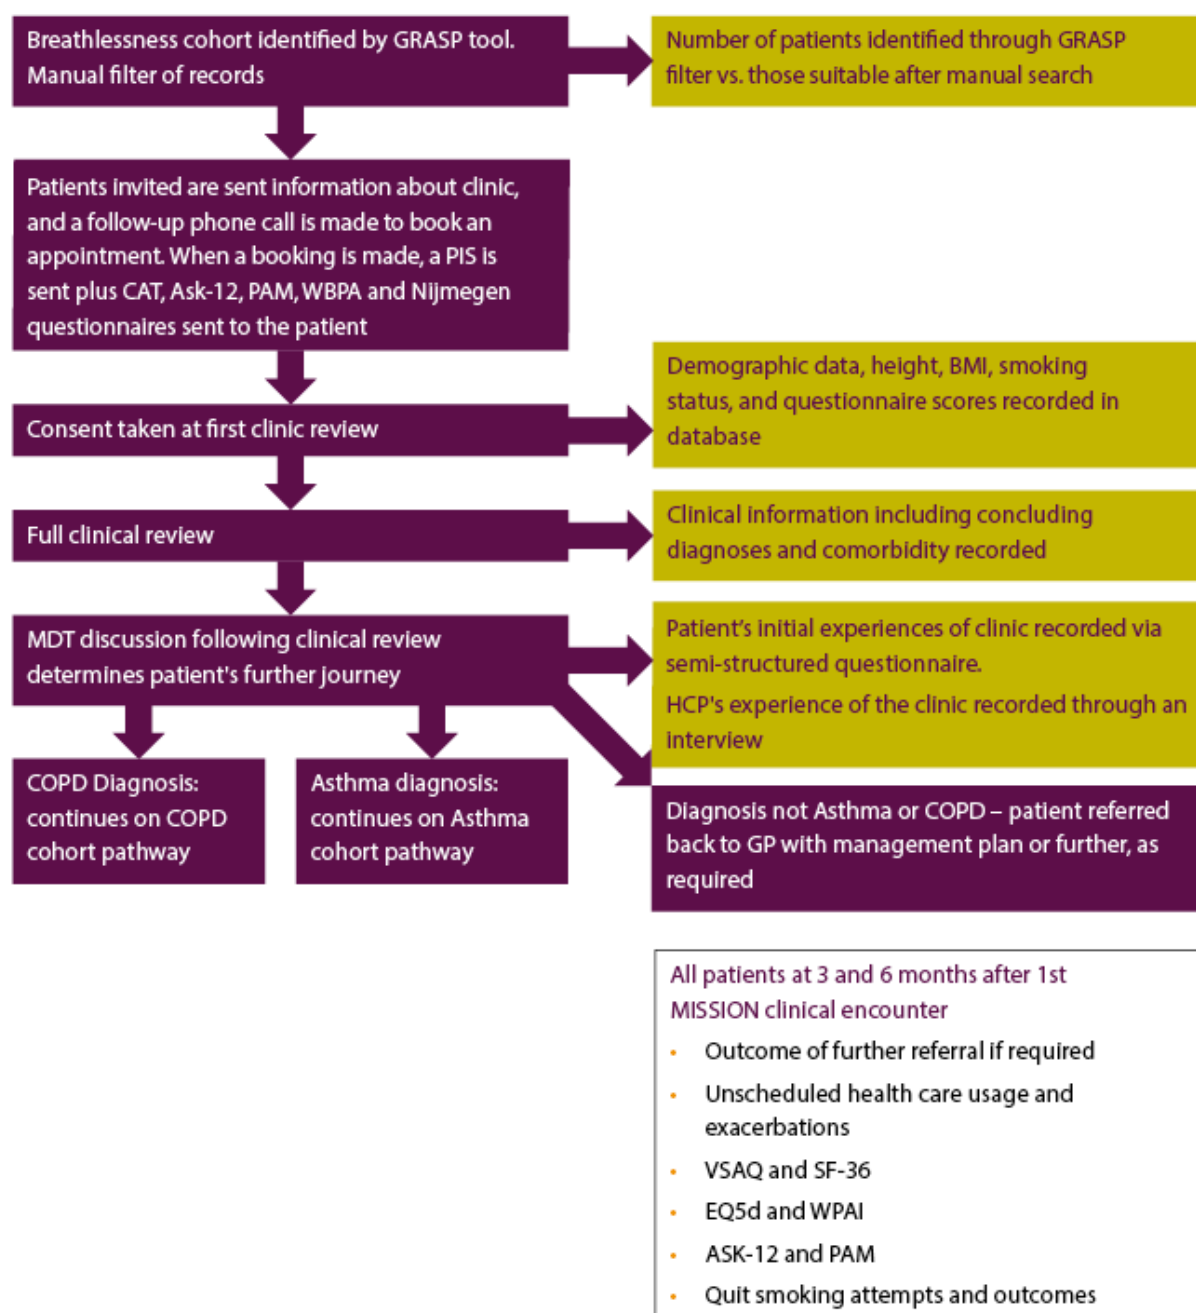 Breathlessness cohort identified by GRASP tool.
Manual filter of records
Number of patients identified through GRASP
filter vs. those suitable after manual search
Patients invited are sent information about clinic,
and a follow-up phone call is made to book an
appointment. When a booking is made, a PIS is
sent plus CAT, Ask-12, PAM, WBPA and Nijmegen
questionnaires sent to the patient
Consent taken at first clinic review
Demographic data, height, BMI, smoking
status, and questionnaire scores recorded in
database
Full clinical review
Clinical information including concluding
diagnoses and comorbidity recorded
MDT discussion following clinical review
determines patient's further journey
Patient's initial experiences of clinic recorded via
semi-structured questionnaire.
HCP's experience of the clinic recorded through an
interview
COPD Diagnosis:
continues on COPD
cohort pathway
Asthma diagnosis:
continues on Asthma
cohort pathway
Diagnosis not Asthma or COPD – patient referred
back to GP with management plan or further, as
required
All patients at 3 and 6 months after 1st
MISSION clinical encounter
• Outcome of further referral if required
• Unscheduled health care usage and
exacerbations
• VSAQ and SF-36
• EQ5d and WPAI
• ASK-12 and PAM
• Quit smoking attempts and outcomes